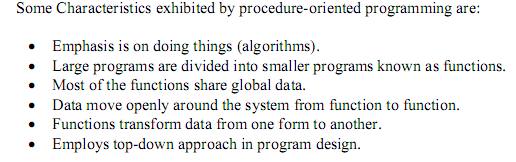 Some Characteristics exhibited by procedure-oriented programming are:
• Emphasis is on doing things (algorithms).
• Large programs are divided into smaller programs known as functions.
• Most of the functions share global data.
• Data move openly around the system from function to function.
• Functions transform data from one form to another.
• Employs top-down approach in program design.